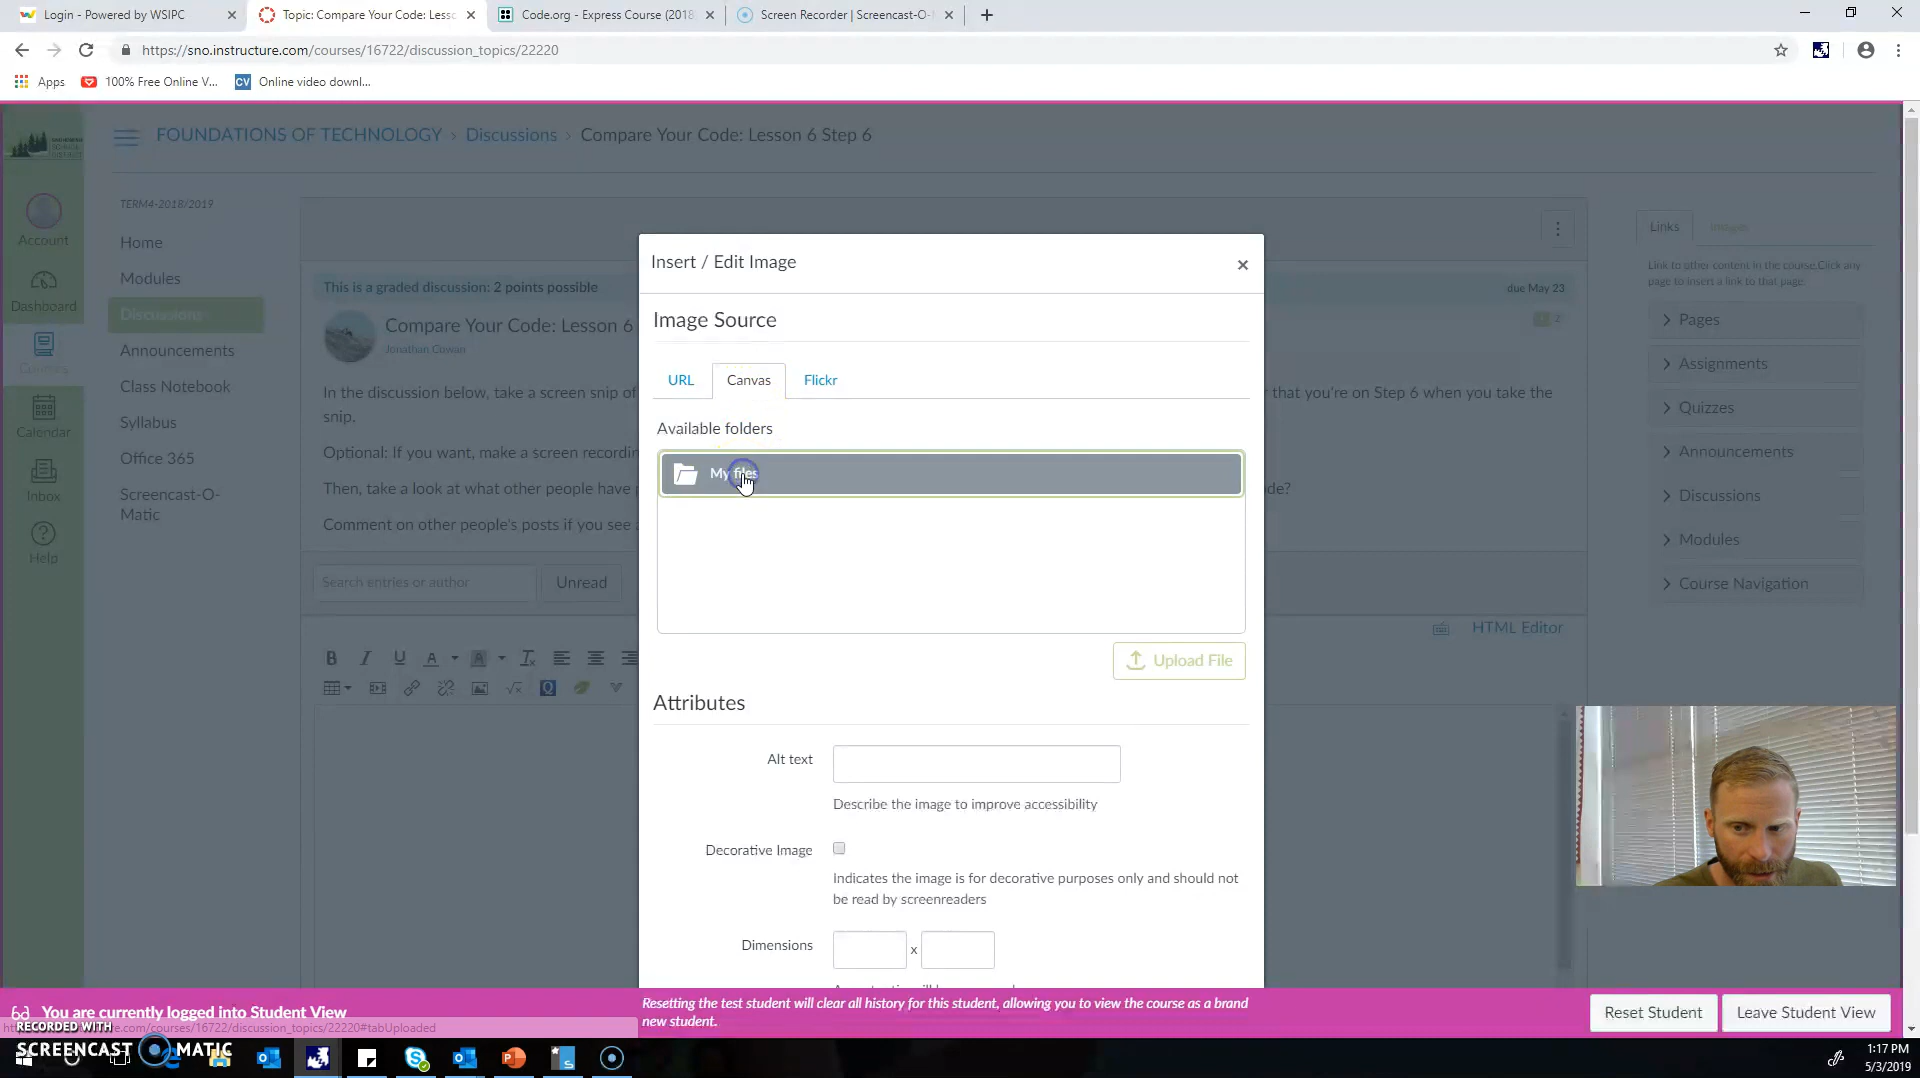 Login - Powered by WSIPC
Topic: Compare Your Code: Less
Code.org - Express Course (2018
Screen Recorder | Screencast-O-
https://sno.instructure.com/courses/16722/discussion_topics/22220
Apps
100% Free Online V...
CV
Online video downl...
FOUNDATIONS OF TECHNOLOGY > Discussions > Compare Your Code: Lesson 6 Step 6
TERM4-2018/2019
Home
Modules
Discussions
Announcements
Class Notebook
Syllabus
Office 365
Screencast-O-
Matic
Account
Dashboard
Courses
Calendar
Inbox
Help
This is a graded discussion: 2 points possible
due May 23
Compare Your Code: Lesson 6
Jonathan Cowan
2
In the discussion below, take a screen snip of
that you're on Step 6 when you take the
snip.
Optional: If you want, make a screen recordin
Then, take a look at what other people have
de?
Comment on other people's posts if you see
Search entries or author
Unread
HTML Editor
Insert / Edit Image
×
Image Source
URL
Canvas
Flickr
Available folders
My files
Upload File
Attributes
Alt text
Describe the image to improve accessibility
Decorative Image
Indicates the image is for decorative purposes only and should not
be read by screenreaders
Dimensions
x
Links
Images
Link to other content in the course.Click any
page to insert a link to that page.
Pages
Assignments
Quizzes
Announcements
Discussions
Modules
Course Navigation
You are currently logged into Student View
Resetting the test student will clear all history for this student, allowing you to view the course as a brand
new student.
Reset Student
Leave Student View
RECORDED WITH
SCREENCAST MATIC
1:17 PM
5/3/2019